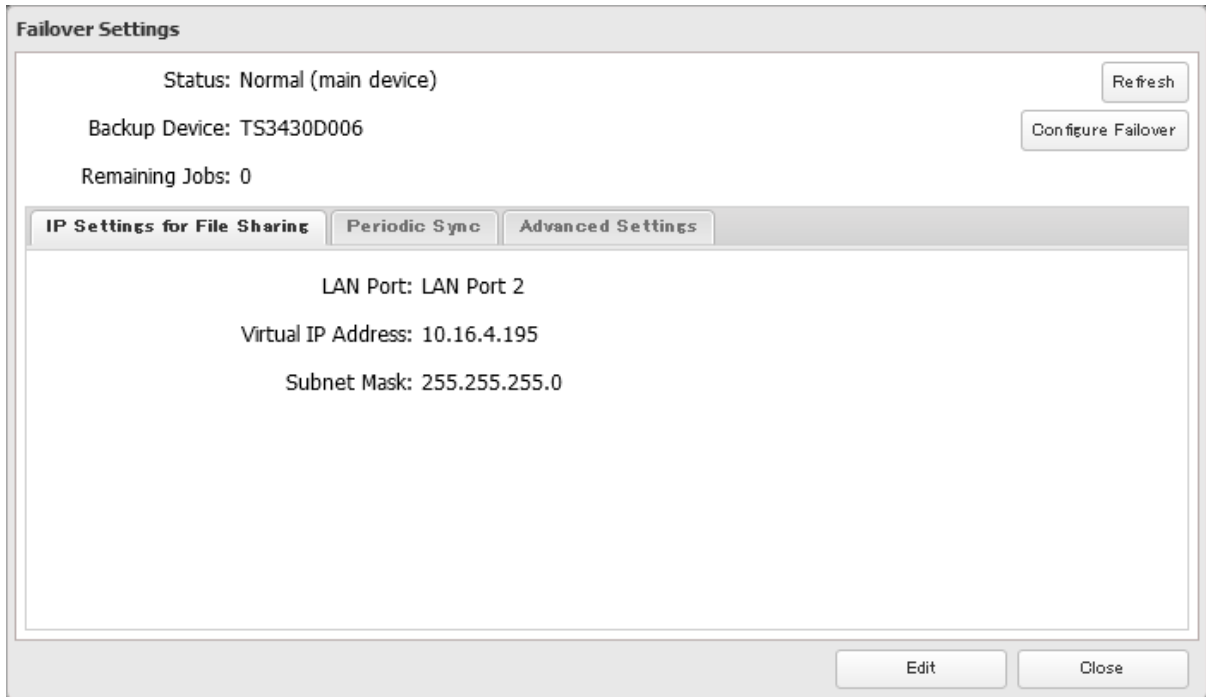 Failover Settings
Status: Normal (main device)
Refresh
Backup Device: TS3430D006
Configure Failover
Remaining Jobs: 0
IP Settings for File Sharing Periodic Sync Advanced Settings
LAN Port: LAN Port 2
Virtual IP Address: 10.16.4.195
Subnet Mask: 255.255.255.0
Edit Close